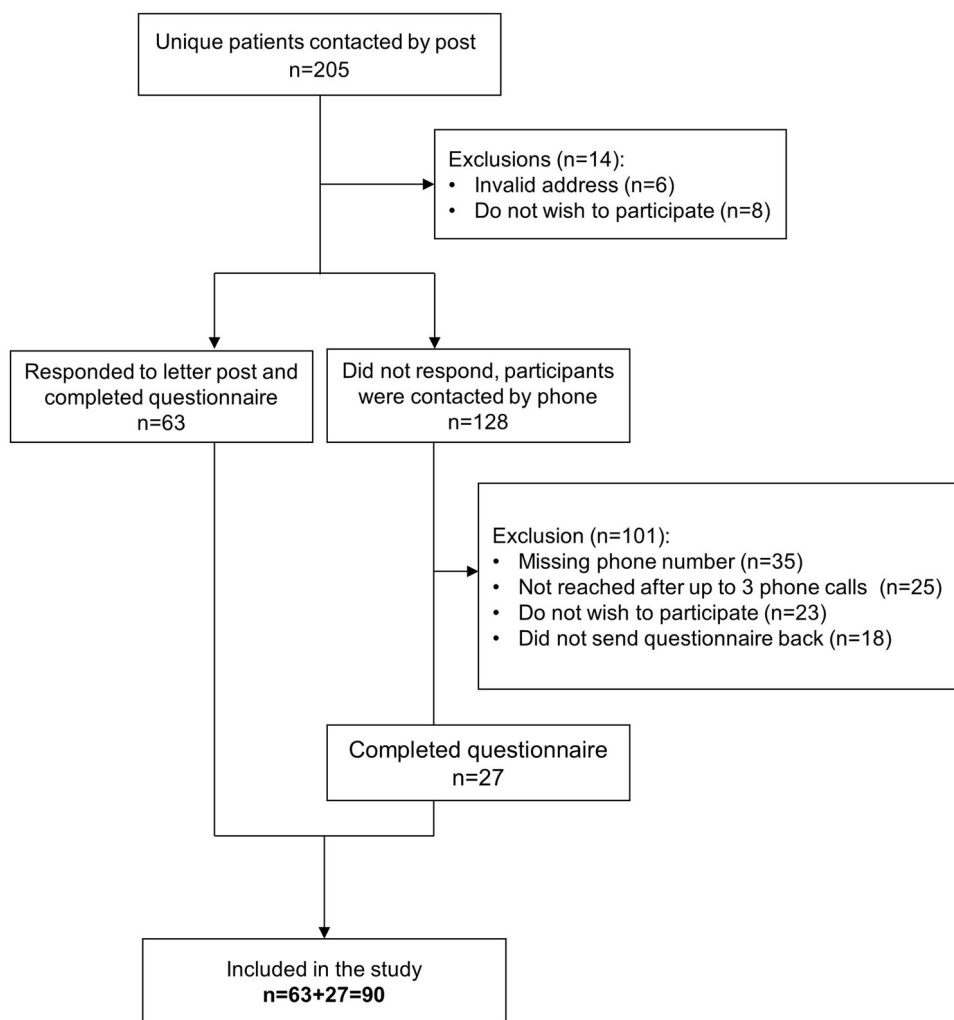 Unique patients contacted by post
n=205
Exclusions (n=14):
• Invalid address (n=6)
• Do not wish to participate (n=8)
Responded to letter post and
completed questionnaire
n=63
Did not respond, participants
were contacted by phone
n=128
Exclusion (n=101):
• Missing phone number (n=35)
• Not reached after up to 3 phone calls (n=25)
• Do not wish to participate (n=23)
• Did not send questionnaire back (n=18)
Completed questionnaire
n=27
Included in the study
n=63+27=90